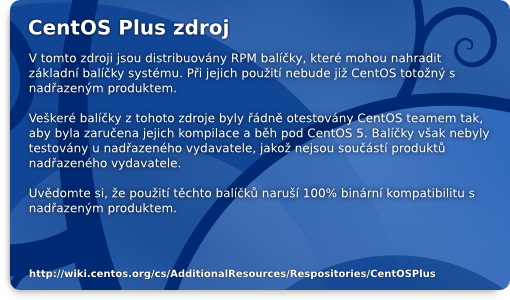 CentOS Plus zdroj
V tomto zdroji jsou distribuovány RPM balíčky, které mohou nahradit
základní balíčky systému. Při jejich použití nebude již CentOS totožný s
nadřazeným produktem.
Veškeré balíčky z tohoto zdroje byly řádně otestovány CentOS teamem tak,
aby byla zaručena jejich kompilace a běh pod CentOS 5. Balíčky však nebyly
testovány u nadřazeného vydavatele, jakož nejsou součástí produktů
nadřazeného vydavatele.
Uvědomte si, že použití těchto balíčků naruší 100% binární kompatibilitu s
nadřazeným produktem.
http://wiki.centos.org/cs/AdditionalResources/Respositories/CentOSPlus